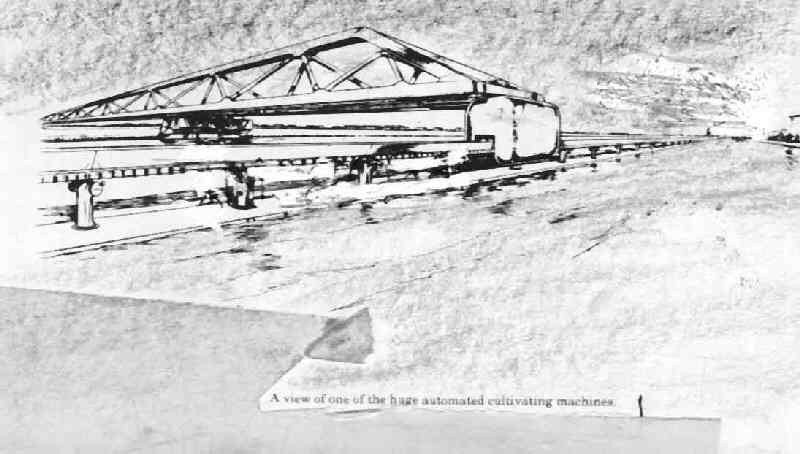 A view of one of the huge automated cultivating machines.